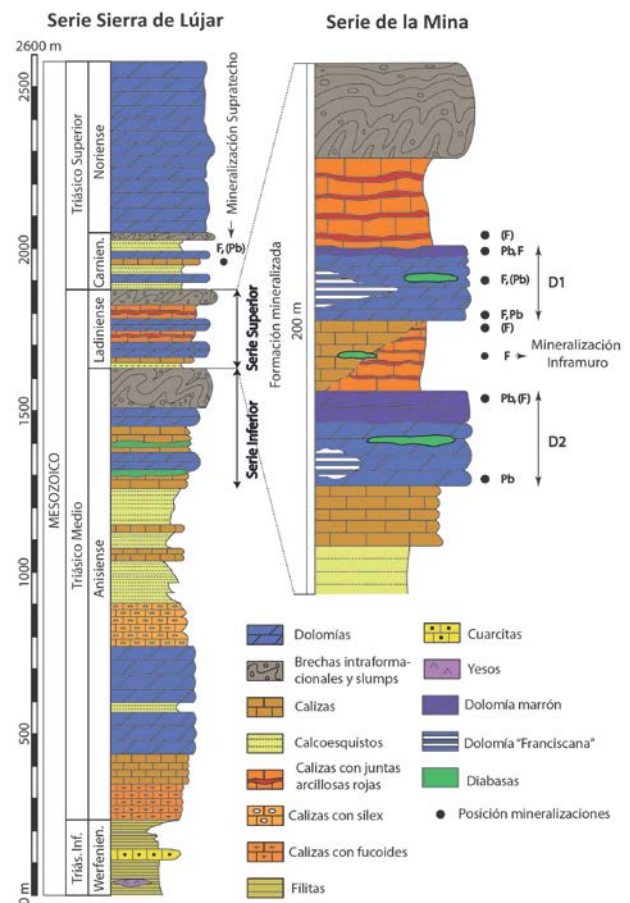 Serie Sierra de Lújar
Serie de la Mina
2600 m
2500
2000
1500
1000
500
0 m
MESOZOICO
Triásico Superior
Triásico Medio
Triás. Inf.
Noriense
Carnien.
Ladiniense
Anisiense
Werfenien.
Mineralización Supratecho
F, (Pb)
Serie Superior
Serie Inferior
Formación mineralizada
200 m
(F)
Pb, F
F, (Pb)
D1
F, Pb
(F)
F
Mineralización
Inframuro
Pb, (F)
D2
Pb
Dolomías
Brechas intraforma-
cionales y slumps
Calizas
Calcoesquistos
Calizas con juntas
arcillosas rojas
Calizas con sílex
Calizas con fucoides
Filitas
Cuarcitas
Yesos
Dolomía marrón
Dolomía "Franciscana"
Diabasas
Posición mineralizaciones